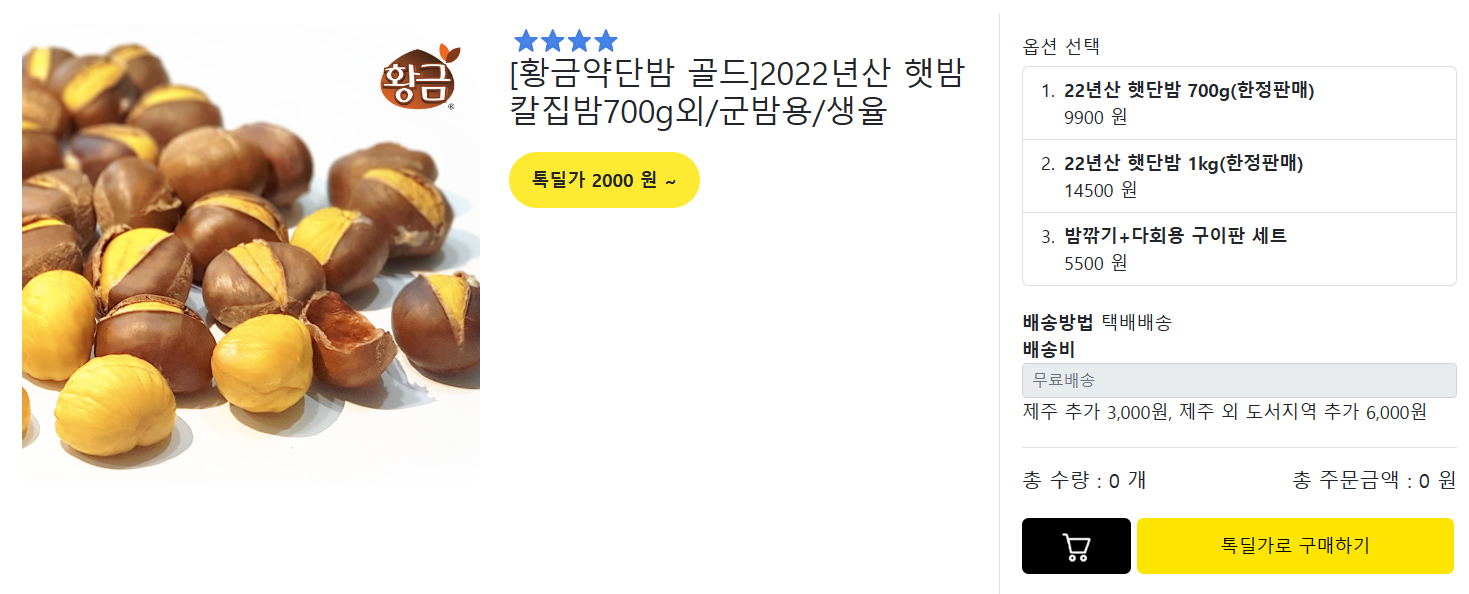 황금
[황금약단밤 골드]2022년산 햇밤
칼집밤700g외/군밤용/생율
톡딜가 2000 원 ~
옵션 선택
1. 22년산 햇단밤 700g(한정판매)
9900 원
2. 22년산 햇단밤 1kg(한정판매)
14500 원
3. 밤깎기+다회용 구이판 세트
5500 원
배송방법 택배배송
배송비
무료배송
제주 추가 3,000원, 제주 외 도서지역 추가 6,000원
총 수량 : 0 개
총 주문금액 : 0 원
톡딜가로 구매하기